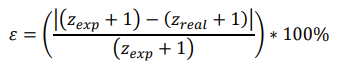 ε = (|(z_exp + 1) − (z_real + 1)| / (z_exp + 1)) * 100%